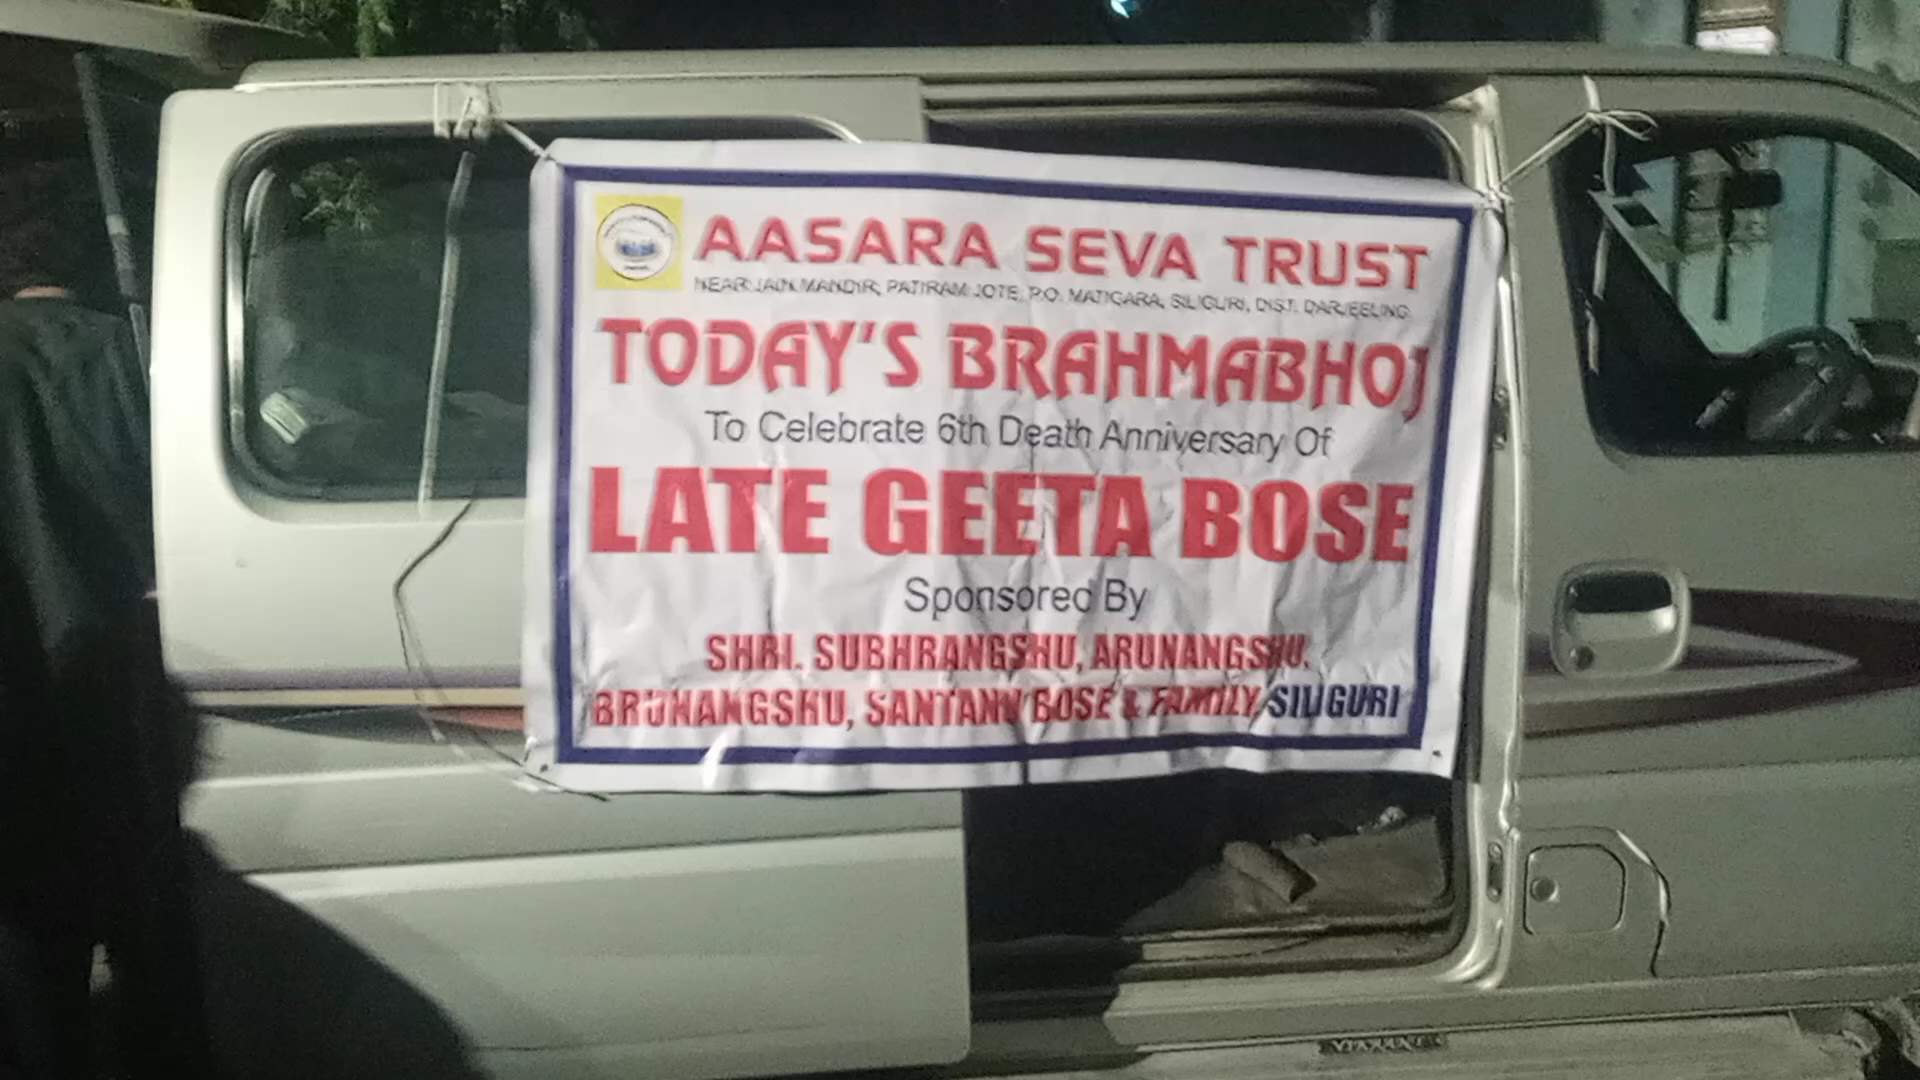 AASARA SEVA TRUST
NEAR JAIN MANDIR, PATIRAM JOTE, P.O. MATIGARA, SILIGURI, DIST. DARJEELING.
TODAY'S BRAHMABHOJ
To Celebrate 6th Death Anniversary Of
LATE GEETA BOSE
Sponsored By
SHRI. SUBHRANGSHU, ARUNANGSHU,
BRUHANGSHU, SANTANU BOSE & FAMILY, SILIGURI